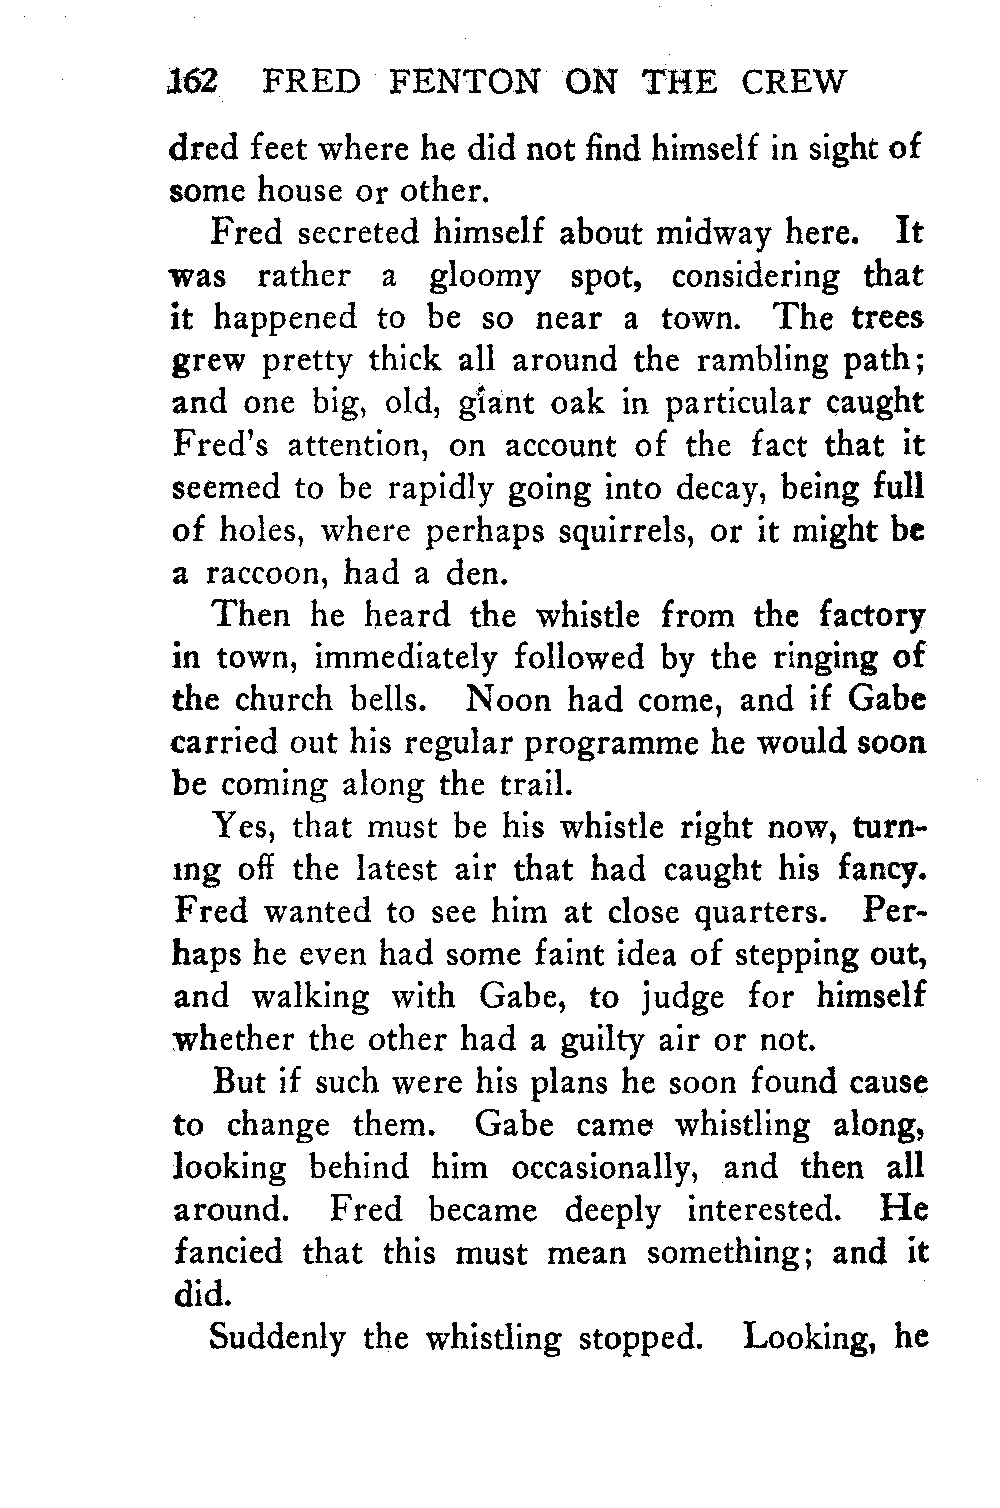 162 FRED FENTON ON THE CREW
dred feet where he did not find himself in sight of
some house or other.
Fred secreted himself about midway here. It
was rather a gloomy spot, considering that
it happened to be so near a town. The trees
grew pretty thick all around the rambling path;
and one big, old, giant oak in particular caught
Fred's attention, on account of the fact that it
seemed to be rapidly going into decay, being full
of holes, where perhaps squirrels, or it might be
a raccoon, had a den.
Then he heard the whistle from the factory
in town, immediately followed by the ringing of
the church bells. Noon had come, and if Gabe
carried out his regular programme he would soon
be coming along the trail.
Yes, that must be his whistle right now, turn-
ing off the latest air that had caught his fancy.
Fred wanted to see him at close quarters. Per-
haps he even had some faint idea of stepping out,
and walking with Gabe, to judge for himself
whether the other had a guilty air or not.
But if such were his plans he soon found cause
to change them. Gabe came whistling along,
looking behind him occasionally, and then all
around. Fred became deeply interested. He
fancied that this must mean something; and it
did.
Suddenly the whistling stopped. Looking, he